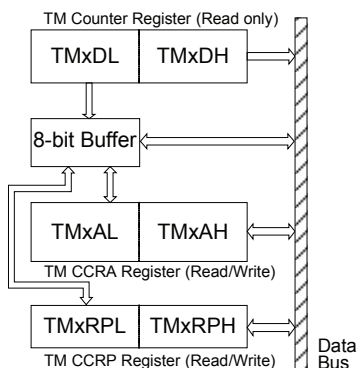 TM Counter Register (Read only)
TMxDL TMxDH
8-bit Buffer
TMxAL TMxAH
TM CCRA Register (Read/Write)
TMxRPL TMxRPH
TM CCRP Register (Read/Write)
Data
Bus